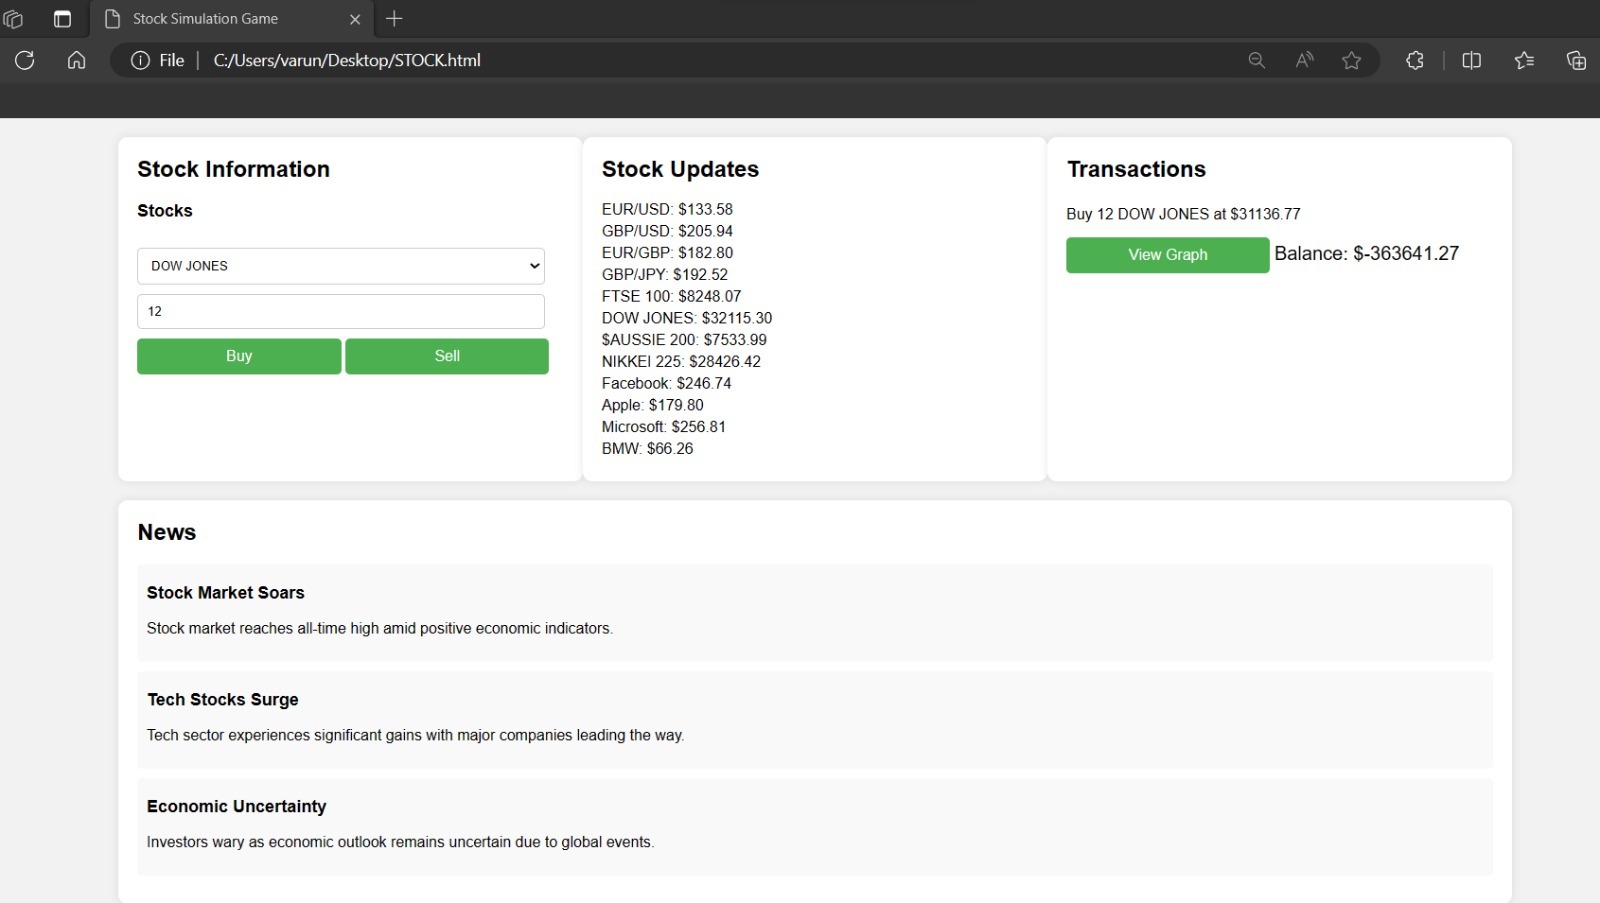 Stock Simulation Game
File
C:/Users/varun/Desktop/STOCK.html
Stock Information
Stocks
DOW JONES
12
Buy
Sell
Stock Updates
EUR/USD: $133.58
GBP/USD: $205.94
EUR/GBP: $182.80
GBP/JPY: $192.52
FTSE 100: $8248.07
DOW JONES: $32115.30
$AUSSIE 200: $7533.99
NIKKEI 225: $28426.42
Facebook: $246.74
Apple: $179.80
Microsoft: $256.81
BMW: $66.26
Transactions
Buy 12 DOW JONES at $31136.77
View Graph
Balance: $-363641.27
News
Stock Market Soars
Stock market reaches all-time high amid positive economic indicators.
Tech Stocks Surge
Tech sector experiences significant gains with major companies leading the way.
Economic Uncertainty
Investors wary as economic outlook remains uncertain due to global events.